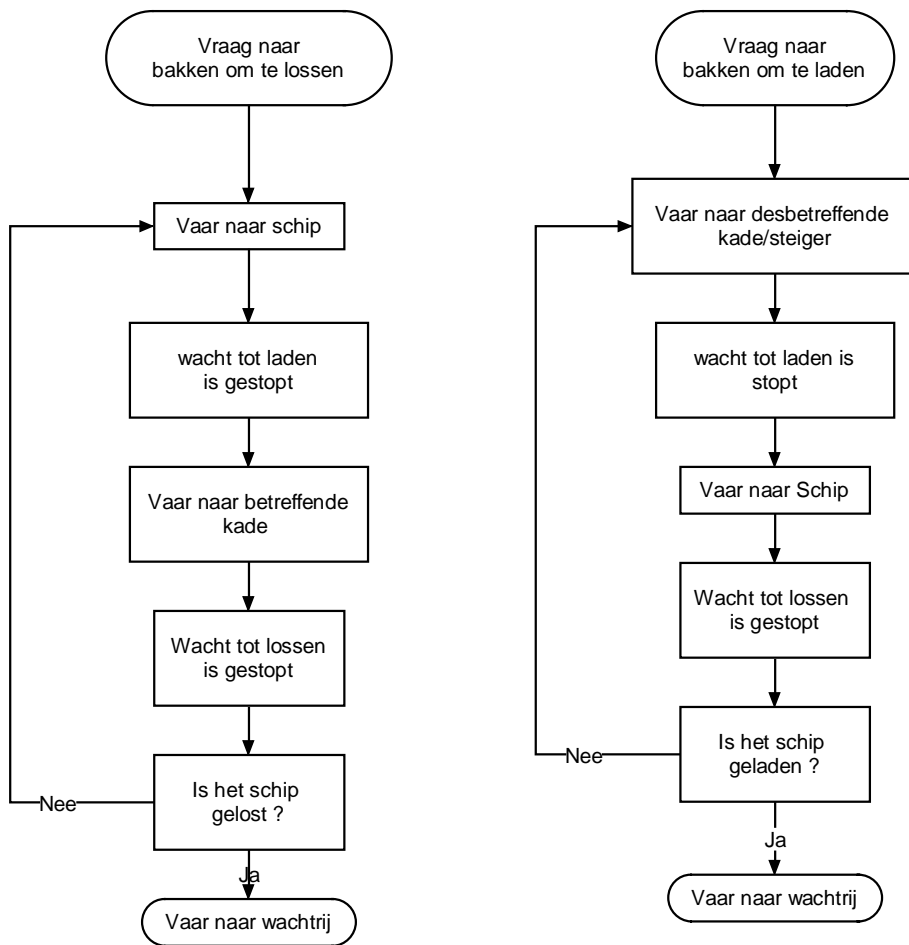 Vraag naar
bakken om te lossen
Vaar naar schip
wacht tot laden
is gestopt
Vaar naar betreffende
kade
Wacht tot lossen
is gestopt
Is het schip
gelost ?
Nee
Ja
Vaar naar wachtrij
Vraag naar
bakken om te laden
Vaar naar desbetreffende
kade/steiger
wacht tot laden is
stopt
Vaar naar Schip
Wacht tot lossen
is gestopt
Is het schip
geladen ?
Nee
Ja
Vaar naar wachtrij